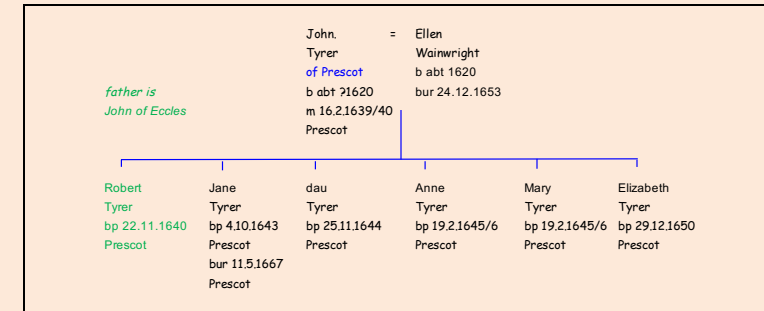 John. = Ellen
Tyrer Wainwright
of Prescot b abt 1620
father is b abt ?1620 bur 24.12.1653
John of Eccles m 16.2.1639/40
Prescot
Robert Jane dau Anne Mary Elizabeth
Tyrer Tyrer Tyrer Tyrer Tyrer Tyrer
bp 22.11.1640 bp 4.10.1643 bp 25.11.1644 bp 19.2.1645/6 bp 19.2.1645/6 bp 29.12.1650
Prescot Prescot Prescot Prescot Prescot Prescot
bur 11.5.1667
Prescot